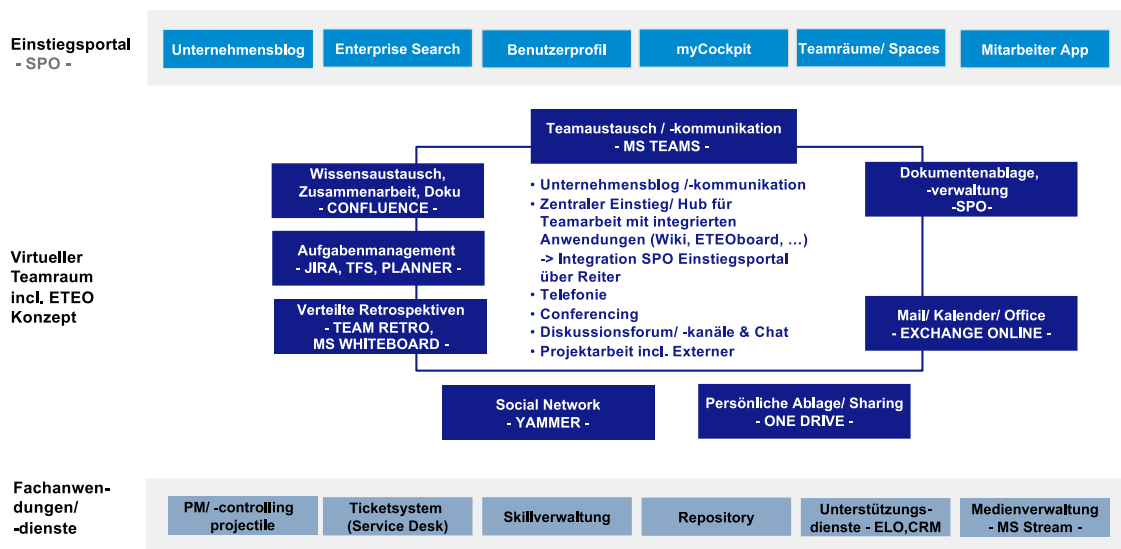 Einstiegsportal
- SPO -
Unternehmensblog
Enterprise Search
Benutzerprofil
myCockpit
Teamräume/ Spaces
Mitarbeiter App
Virtueller
Teamraum
incl. ETEO
Konzept
Teamaustausch / -kommunikation
- MS TEAMS -
Wissensaustausch,
Zusammenarbeit, Doku
- CONFLUENCE -
Aufgabenmanagement
- JIRA, TFS, PLANNER -
Verteilte Retrospektiven
- TEAM RETRO,
MS WHITEBOARD -
• Unternehmensblog /-kommunikation
• Zentraler Einstieg/ Hub für
Teamarbeit mit integrierten
Anwendungen (Wiki, ETEOboard, ...)
-> Integration SPO Einstiegsportal
über Reiter
• Telefonie
• Conferencing
• Diskussionsforum/ -kanäle & Chat
• Projektarbeit incl. Externer
Dokumentenablage,
-verwaltung
-SPO-
Mail/ Kalender/ Office
- EXCHANGE ONLINE -
Social Network
- YAMMER -
Persönliche Ablage/ Sharing
- ONE DRIVE -
Fachanwen-
dungen/
-dienste
PM/ -controlling
projectile
Ticketsystem
(Service Desk)
Skillverwaltung
Repository
Unterstützungs-
dienste - ELO,CRM
Medienverwaltung
- MS Stream -